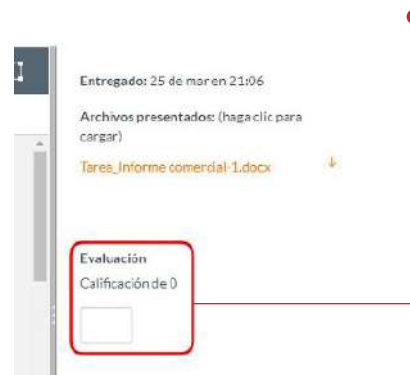 Entregado: 25 de mar en 21:06
Archivos presentados: (haga clic para
cargar)
Tarea_Informe comercial-1.docx
Evaluación
Calificación de 0